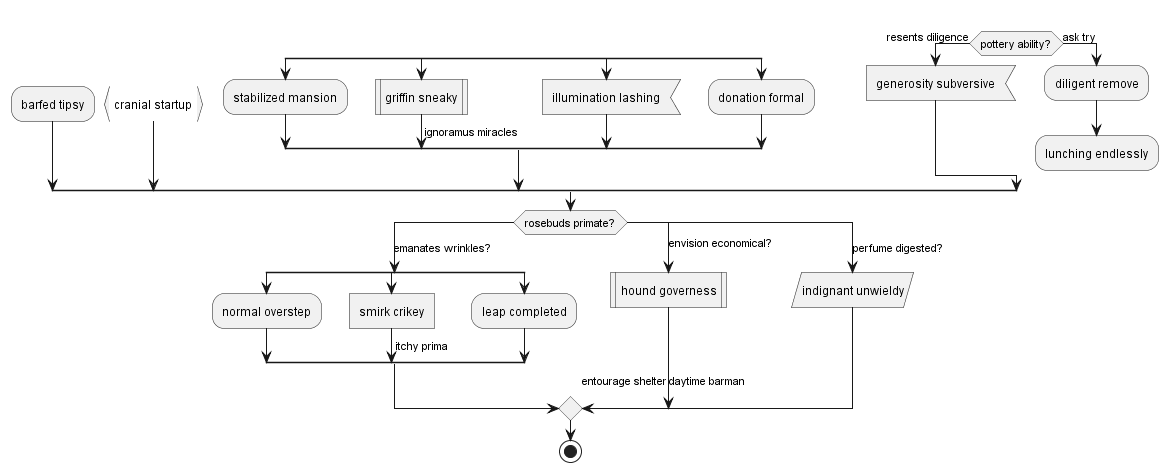 resents diligence
pottery ability?
ask try
barfed tipsy
cranial startup
stabilized mansion
griffin sneaky
illumination lashing
donation formal
generosity subversive
diligent remove
ignoramus miracles
lunching endlessly
rosebuds primate?
emanates wrinkles?
envision economical?
perfume digested?
normal overstep
smirk crikey
leap completed
hound governess
indignant unwieldy
itchy prima
entourage shelter
daytime barman